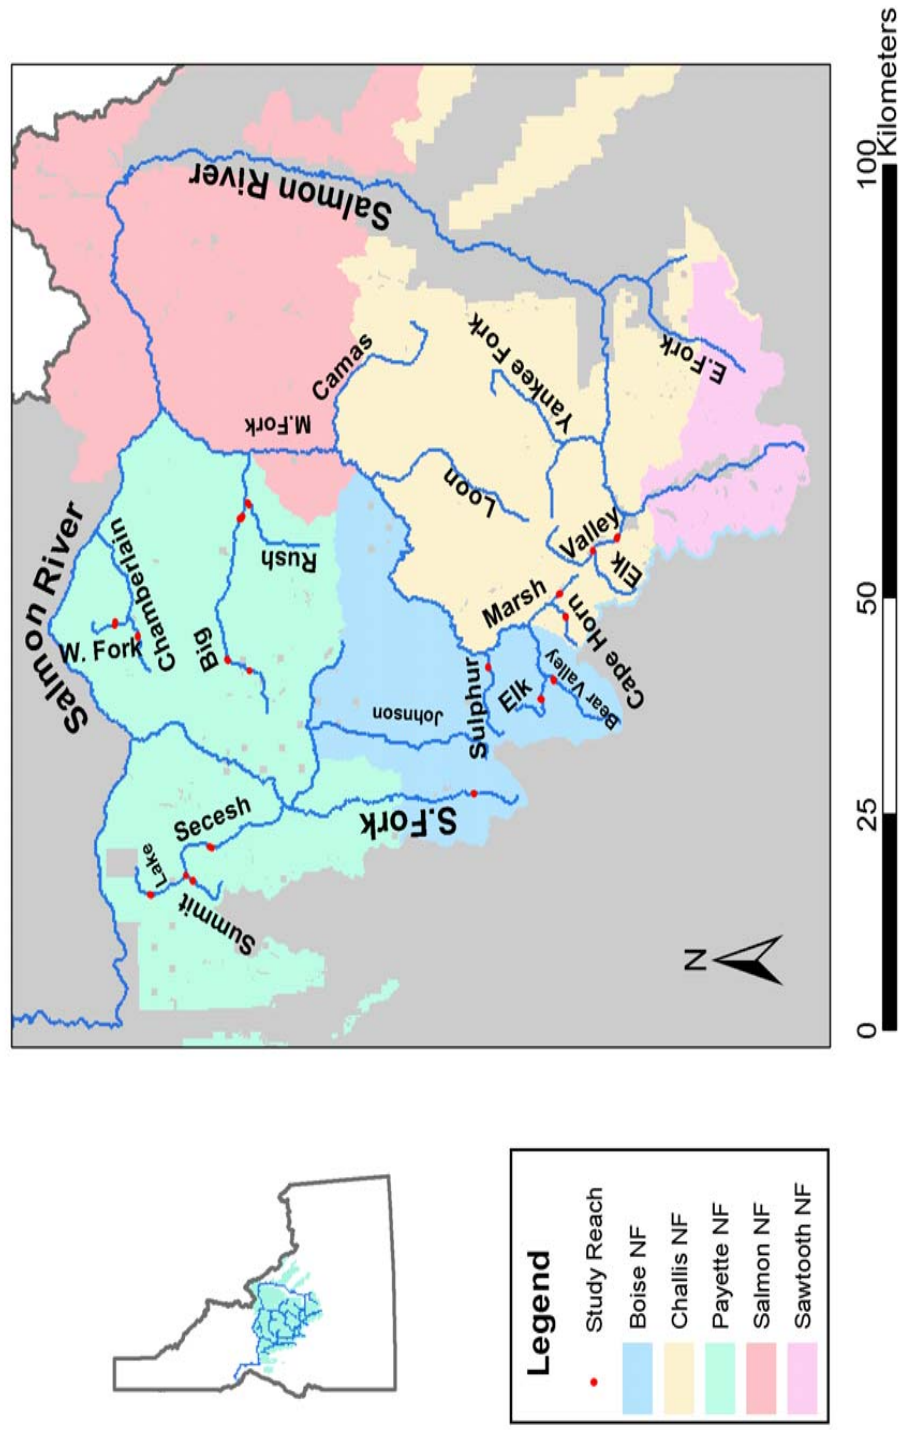 Salmon River
Salmon River
Chamberlain
W. Fork
Big
Rush
M.Fork
Camas
Yankee Fork
Loon
E.Fork
Valley
Elk
Marsh
Cape Horn
Bear Valley
Elk
Sulphur
Johnson
S.Fork
Secesh
Lake
Summit
N
0
25
50
100
Kilometers
Legend
Study Reach
Boise NF
Challis NF
Payette NF
Salmon NF
Sawtooth NF